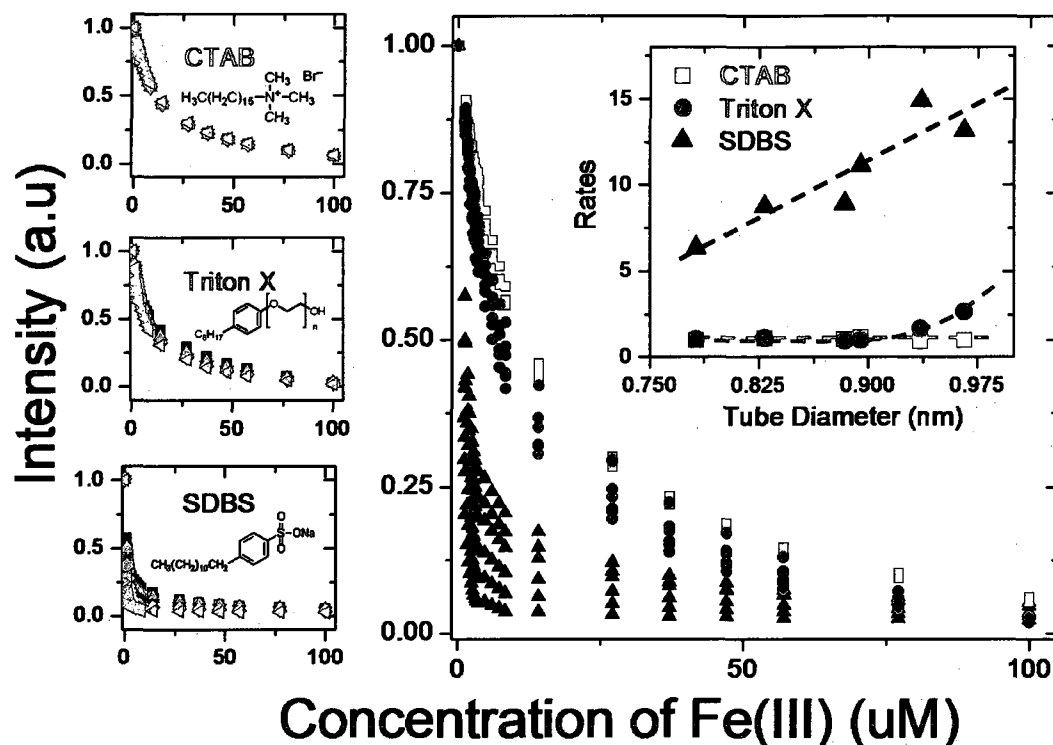 Intensity (a.u)
1.0
0.5
0.0
CTAB
Br⁻
CH₃
H₃C(H₂C)₁₅—N⁺—CH₃
CH₃
0
50
100
1.0
0.5
0.0
Triton X
O
OH
n
C₈H₁₇
0
50
100
1.0
0.5
0.0
SDBS
O
S—ONa
O
CH₃(CH₂)₁₀CH₂
0
50
100
1.00
0.75
0.50
0.25
0.00
0
50
100
CTAB
Triton X
SDBS
Rates
15
10
5
0
0.750
0.825
0.900
0.975
Tube Diameter (nm)
Concentration of Fe(III) (uM)